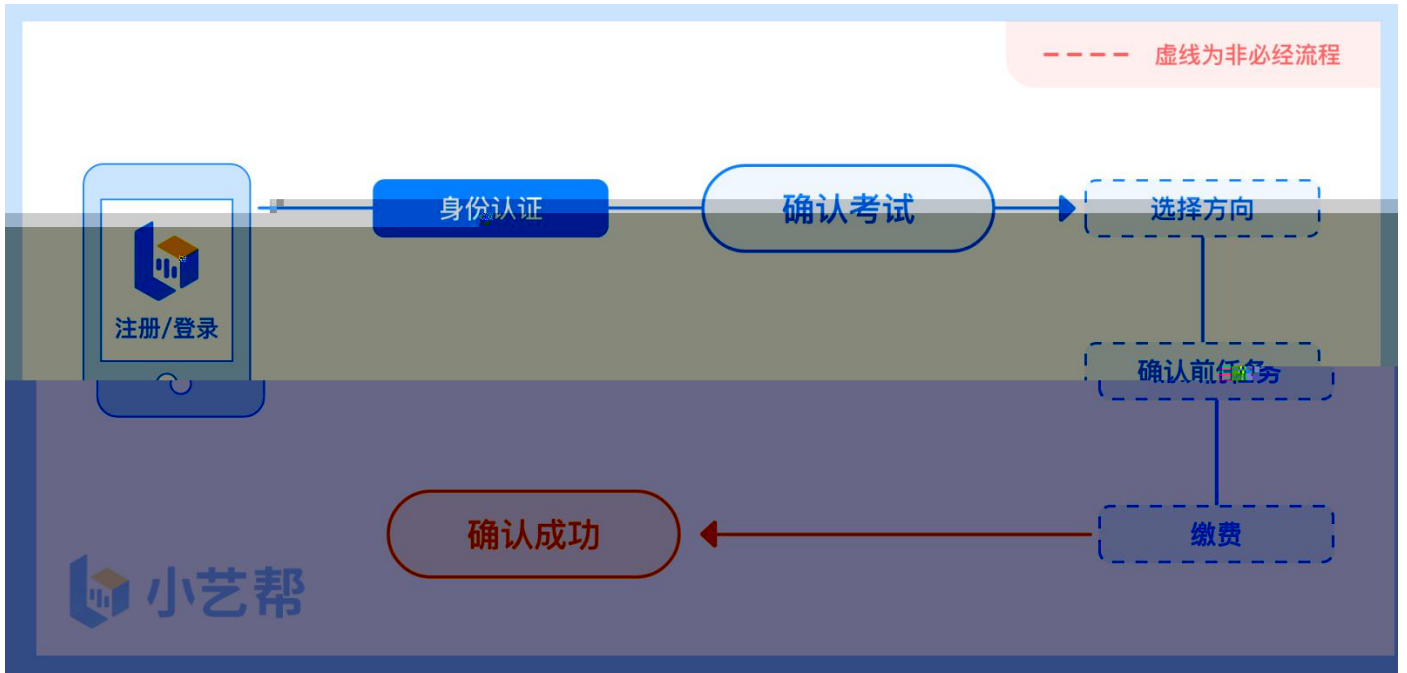 虚线为非必经流程
身份认证
确认考试
选择方向
注册/登录
确认前任务
确认成功
缴费
小艺帮